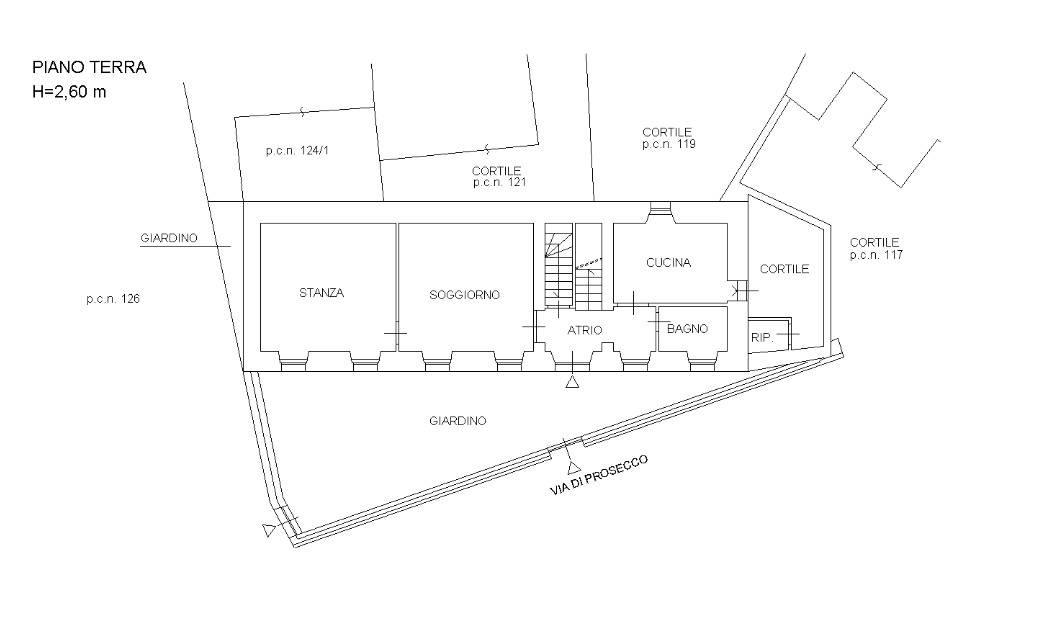 PIANO TERRA
H=2,60 m
p.c.n. 124/1
CORTILE
p.c.n. 121
CORTILE
p.c.n. 119
GIARDINO
p.c.n. 126
STANZA
SOGGIORNO
CUCINA
ATRIO
BAGNO
CORTILE
RIP.
CORTILE
p.c.n. 117
GIARDINO
VIA DI PROSECCO